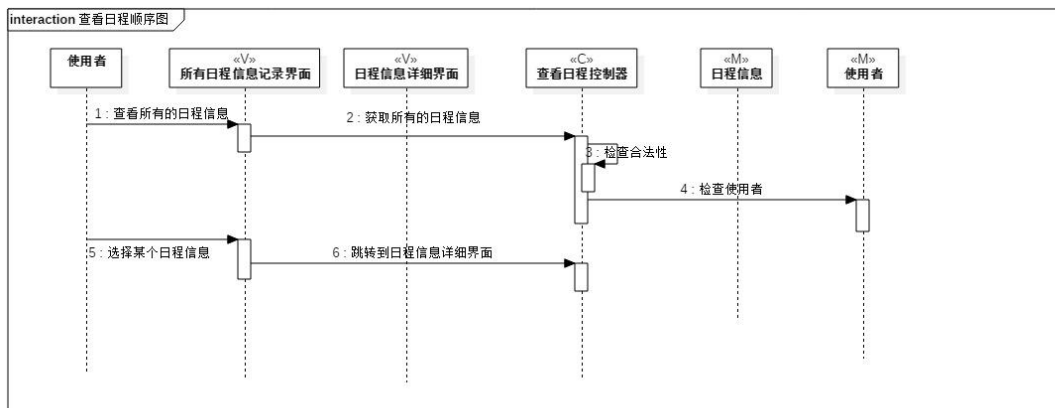 interaction 查看日程顺序图
使用者
«V»
所有日程信息记录界面
«V»
日程信息详细界面
«C»
查看日程控制器
«M»
日程信息
«M»
使用者
1 : 查看所有的日程信息
2 : 获取所有的日程信息
3 : 检查合法性
4 : 检查使用者
5 : 选择某个日程信息
6 : 跳转到日程信息详细界面